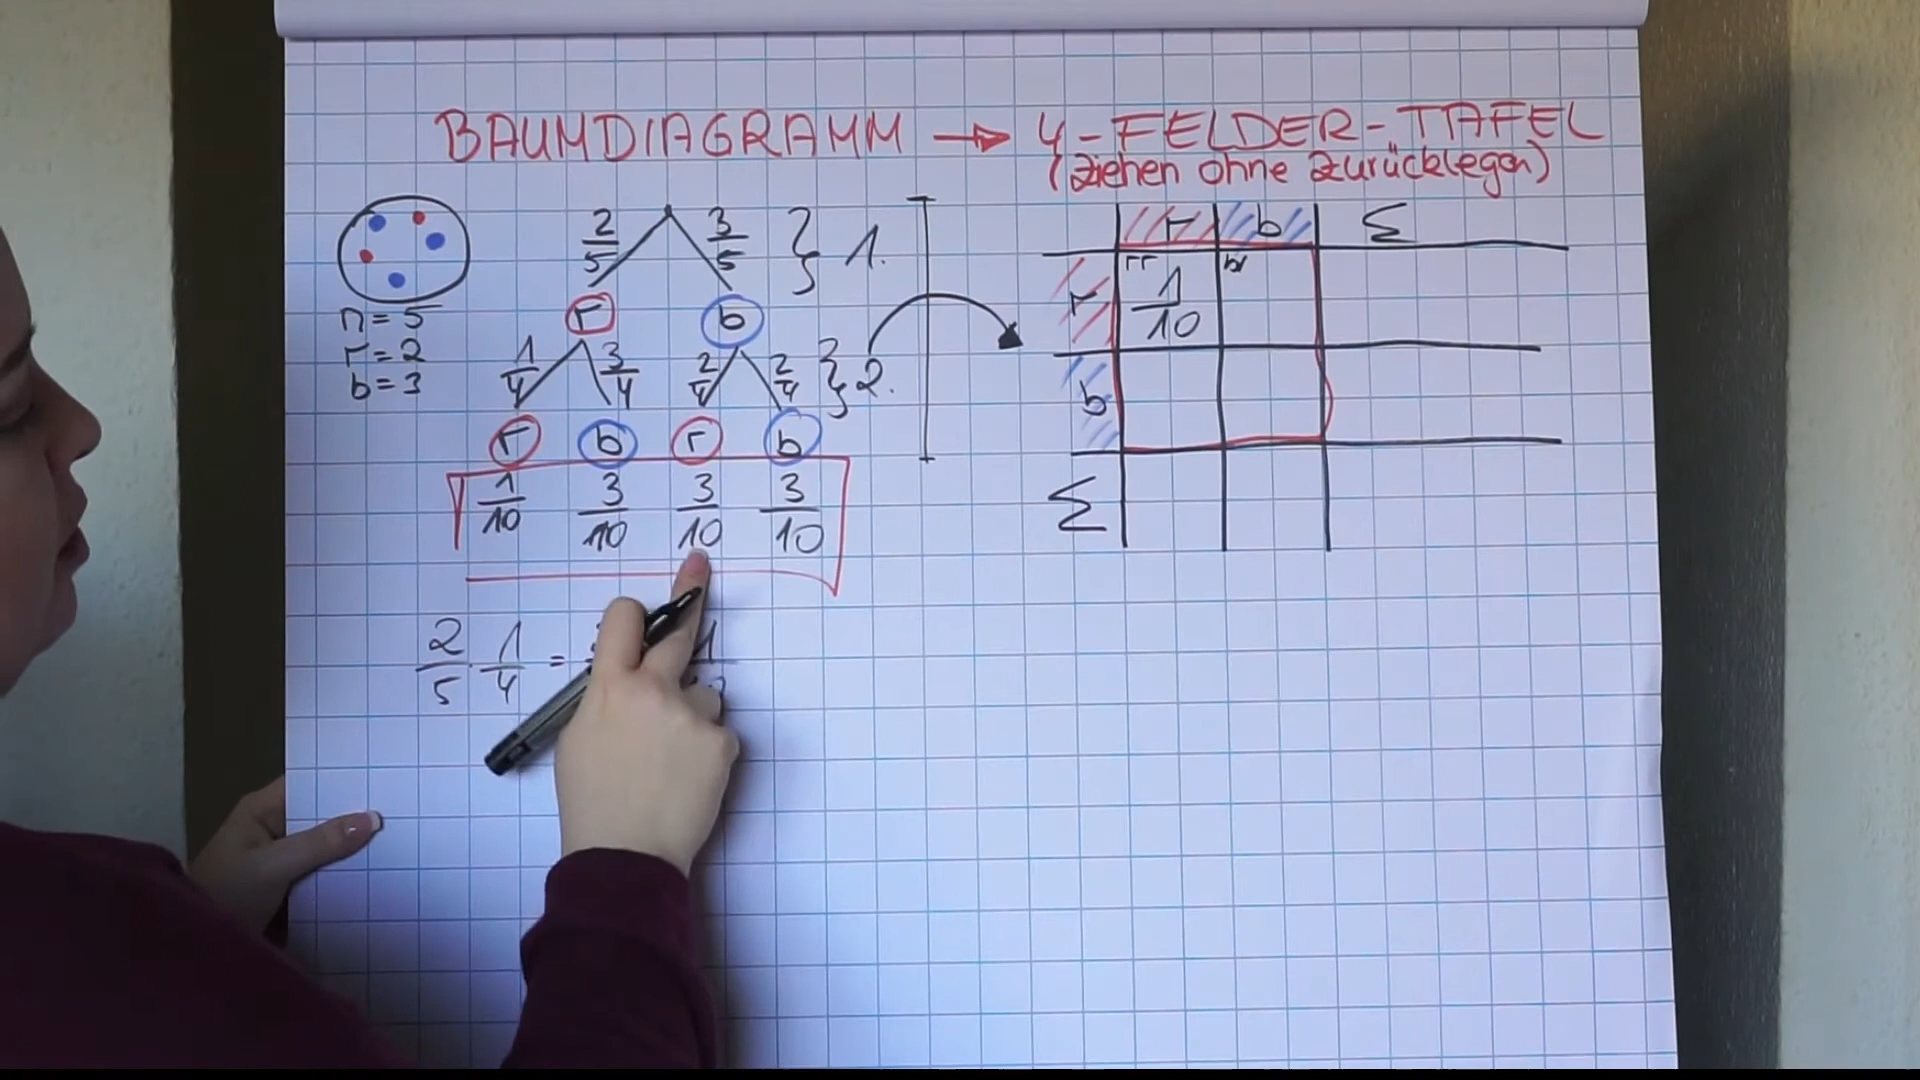 BAUMDIAGRAMM → 4-FELDER-TAFEL
(ziehen ohne Zurücklegen)
n = 5
r = 2
b = 3
2/5 3/5 } 1.
r b
1/4 3/4 2/4 2/4 } 2.
r b r b
1/10 3/10 3/10 3/10
2/5 · 1/4 =
r b Σ
r rr 1/10 br
b
Σ